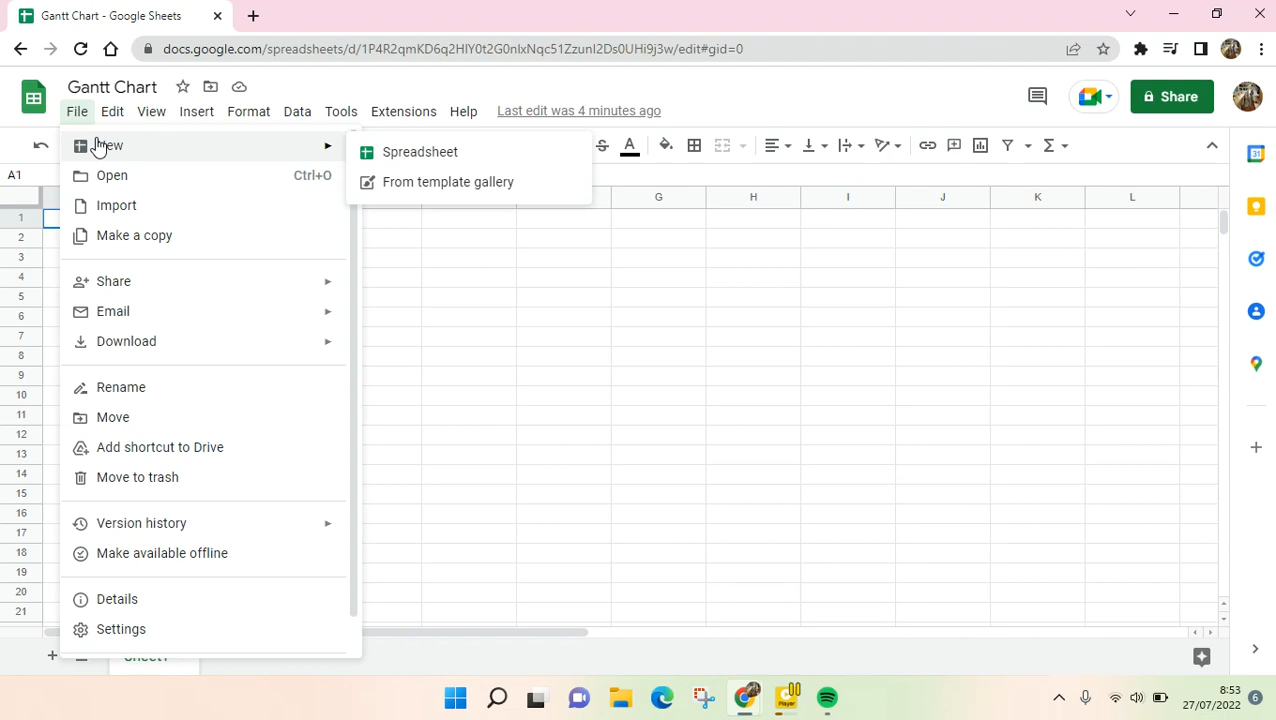 Gantt Chart - Google Sheets
docs.google.com/spreadsheets/d/1P4R2qmKD6q2HIY0t2G0nIxNqc51Zzunl2Ds0UHi9j3w/edit#gid=0
Gantt Chart
File Edit View Insert Format Data Tools Extensions Help Last edit was 4 minutes ago
Share
Spreadsheet
From template gallery
A1
Open Ctrl+O
Import
Make a copy
Share
Email
Download
Rename
Move
Add shortcut to Drive
Move to trash
Version history
Make available offline
Details
Settings
G H I J K L
1
2
3
4
5
6
7
8
9
10
11
12
13
14
15
16
17
18
19
20
21
Player
8:53
27/07/2022
6